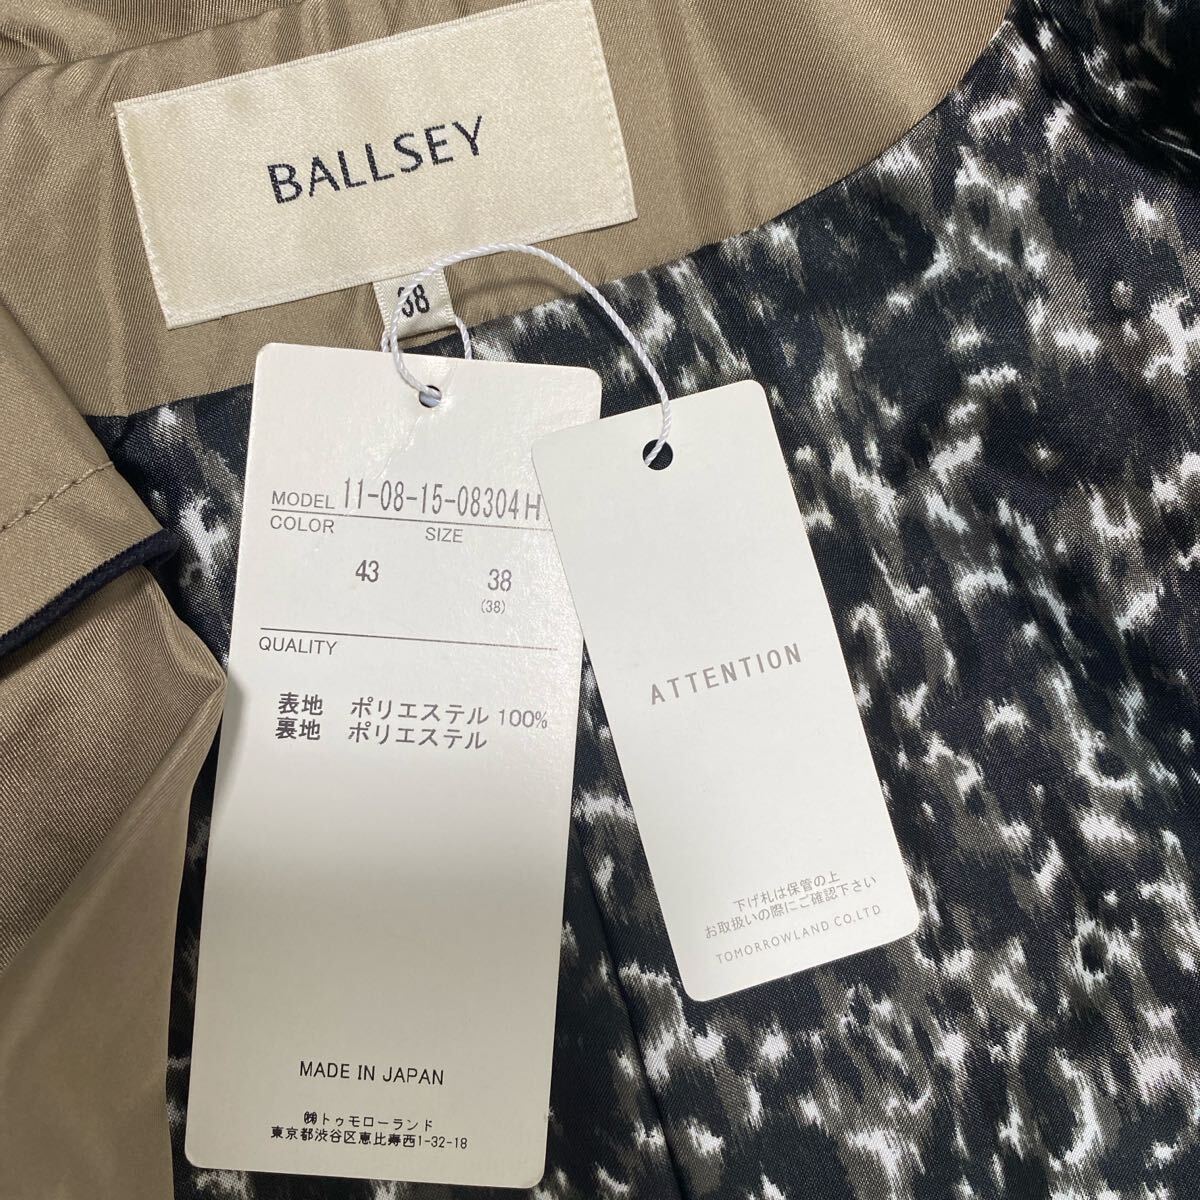 BALLSEY
38
MODEL 11-08-15-08304H
COLOR SIZE
43 38
(38)
QUALITY
表地 ポリエステル 100%
裏地 ポリエステル
MADE IN JAPAN
㈱トゥモローランド
東京都渋谷区恵比寿西1-32-18
ATTENTION
下げ札は保管の上
お取扱いの際にご確認下さい
TOMORROWLAND CO.,LTD